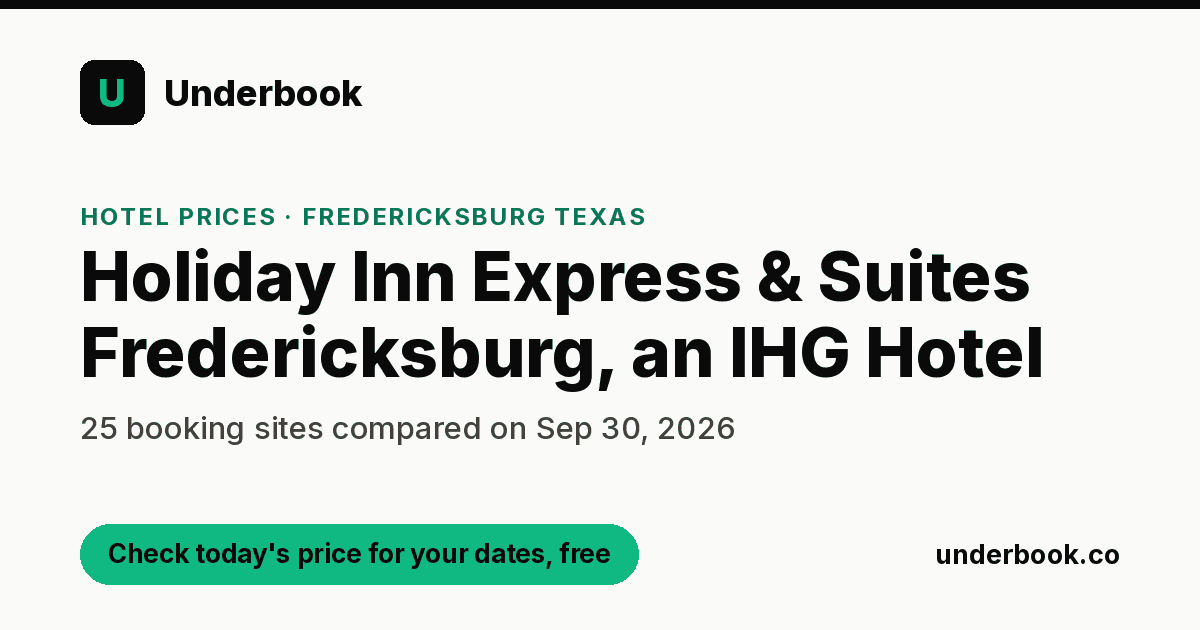 U Underbook
HOTEL PRICES · FREDERICKSBURG TEXAS
Holiday Inn Express & Suites
Fredericksburg, an IHG Hotel
25 booking sites compared on Sep 30, 2026
Check today's price for your dates, free
underbook.co